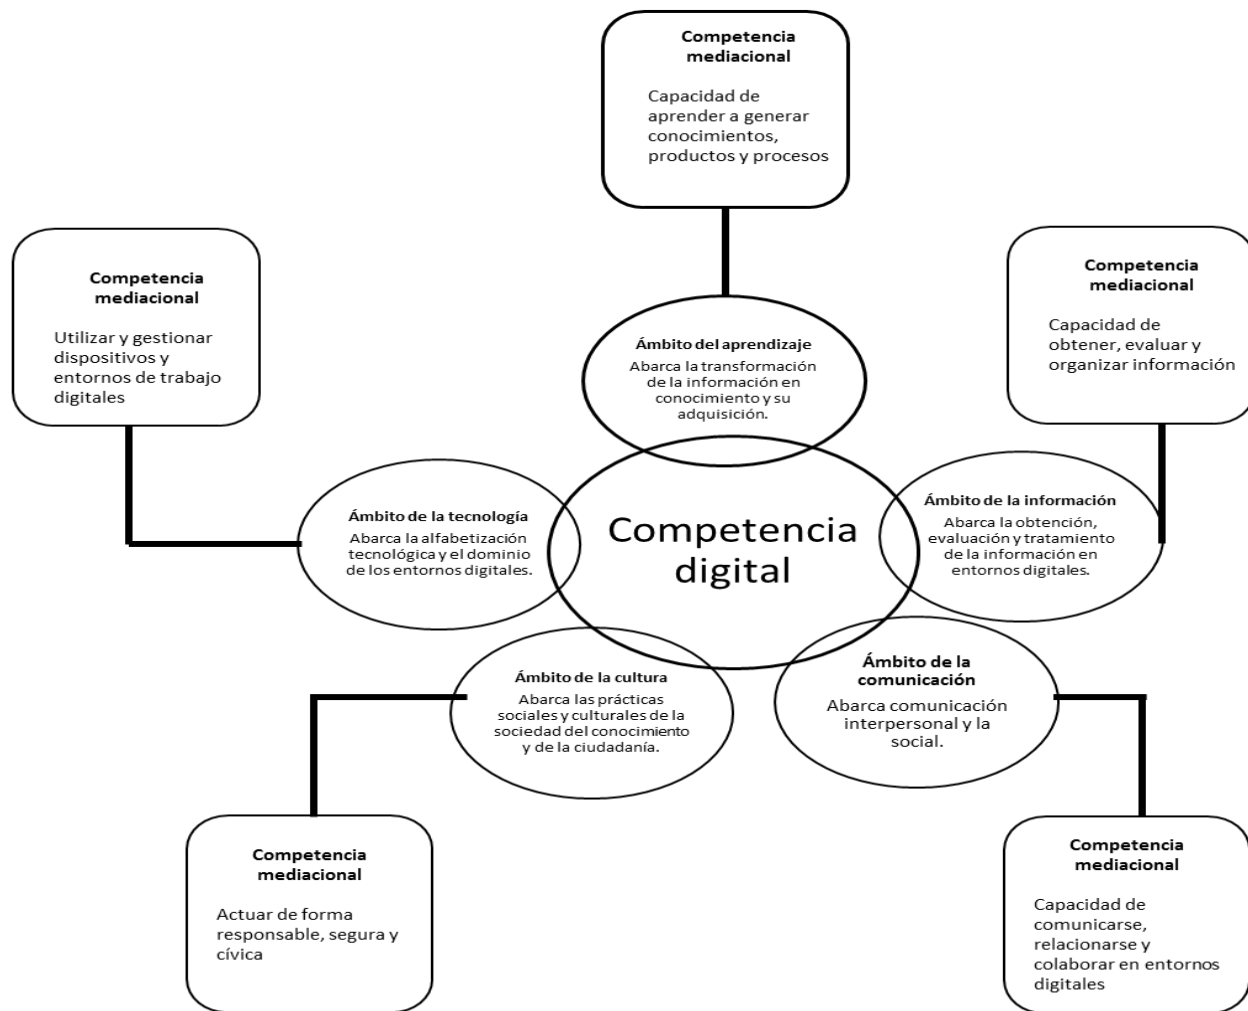 Competencia
mediacional
Capacidad de
aprender a generar
conocimientos,
productos y procesos
Competencia
mediacional
Utilizar y gestionar
dispositivos y
entornos de trabajo
digitales
Competencia
mediacional
Capacidad de
obtener, evaluar y
organizar información
Ámbito del aprendizaje
Abarca la transformación
de la información en
conocimiento y su
adquisición.
Ámbito de la tecnología
Abarca la alfabetización
tecnológica y el dominio
de los entornos digitales.
Competencia
digital
Ámbito de la información
Abarca la obtención,
evaluación y tratamiento
de la información en
entornos digitales.
Ámbito de la cultura
Abarca las prácticas
sociales y culturales de la
sociedad del conocimiento
y de la ciudadanía.
Ámbito de la
comunicación
Abarca comunicación
interpersonal y la
social.
Competencia
mediacional
Actuar de forma
responsable, segura y
cívica
Competencia
mediacional
Capacidad de
comunicarse,
relacionarse y
colaborar en entornos
digitales